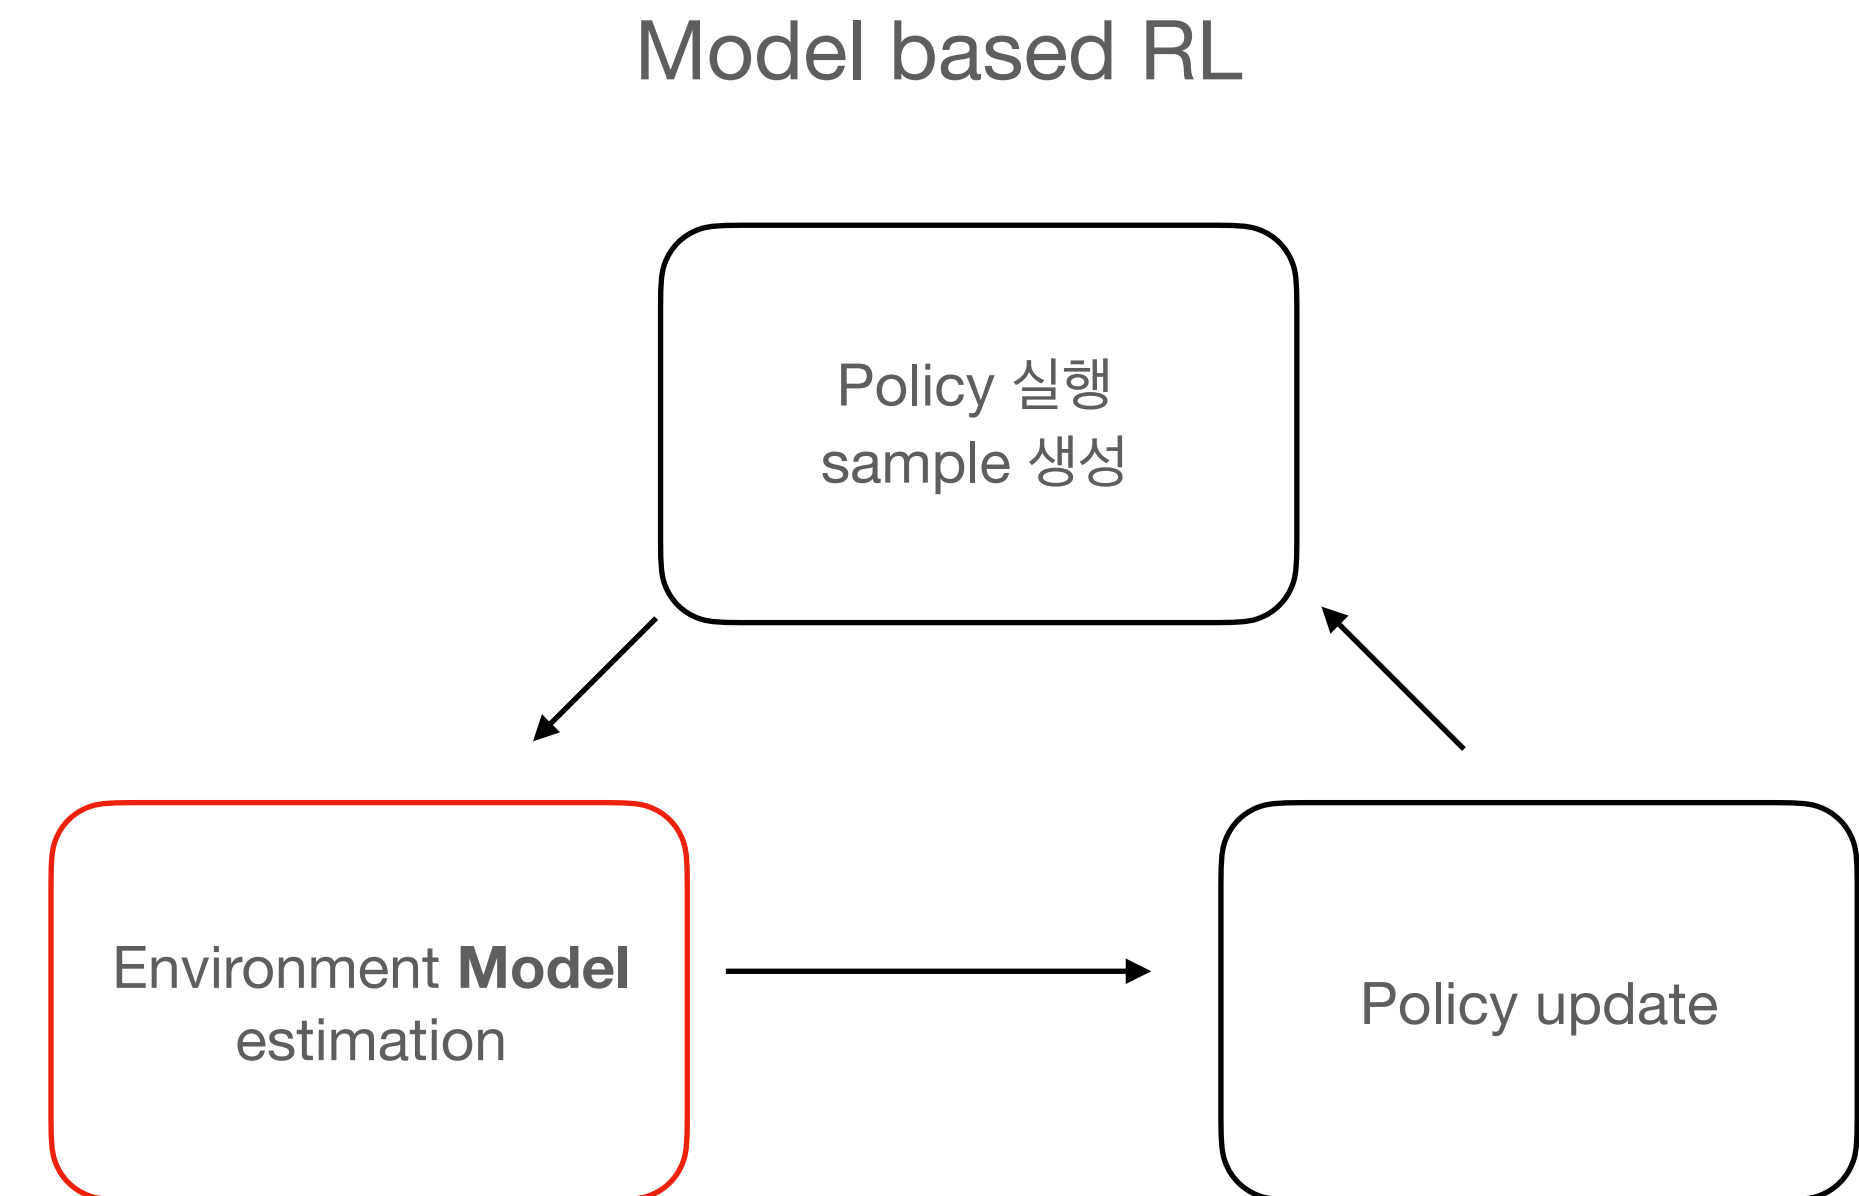 Model based RL
Policy 실행
sample 생성
Environment Model
estimation
Policy update